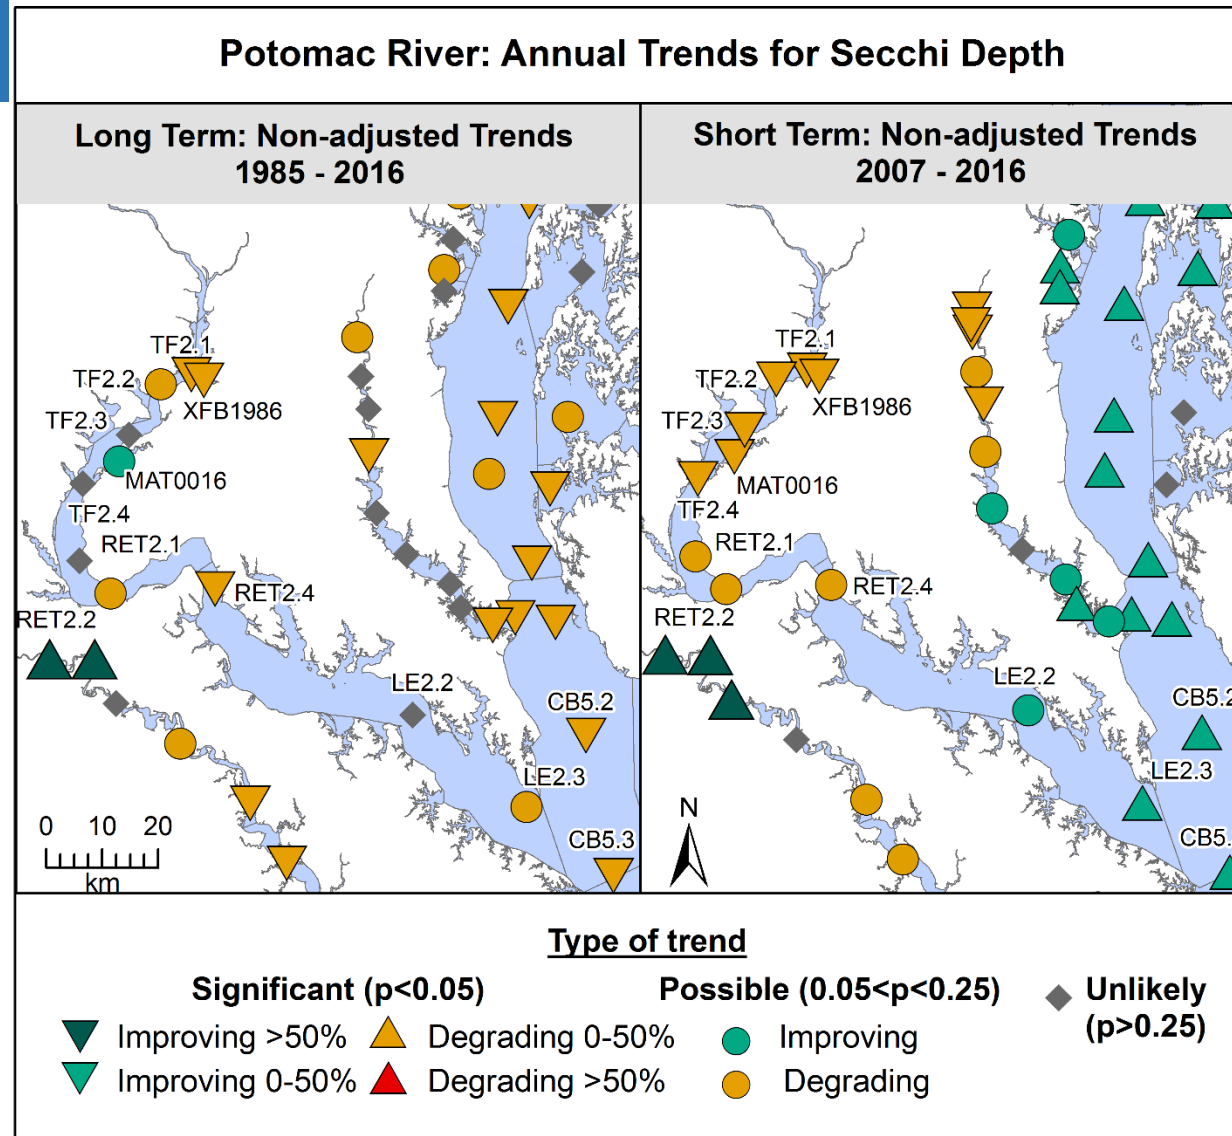 Potomac River: Annual Trends for Secchi Depth
Long Term: Non-adjusted Trends
1985 - 2016
Short Term: Non-adjusted Trends
2007 - 2016
TF2.1
TF2.2
XFB1986
TF2.3
MAT0016
TF2.4
RET2.1
RET2.4
RET2.2
LE2.2
CB5.2
LE2.3
CB5.3
0 10 20
km
TF2.1
TF2.2
XFB1986
TF2.3
MAT0016
TF2.4
RET2.1
RET2.4
RET2.2
LE2.2
CB5.2
LE2.3
CB5.
N
Type of trend
Significant (p<0.05)
Possible (0.05<p<0.25)
Unlikely
(p>0.25)
Improving >50%
Degrading 0-50%
Improving
Improving 0-50%
Degrading >50%
Degrading